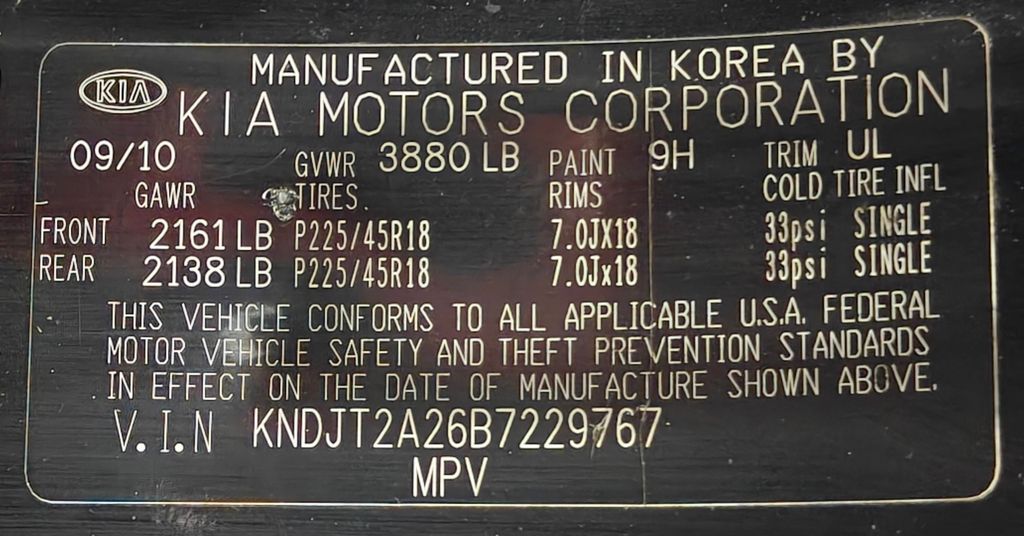 MANUFACTURED IN KOREA BY
KIA KIA MOTORS CORPORATION
09/10 GVWR 3880 LB PAINT 9H TRIM UL
GAWR TIRES RIMS COLD TIRE INFL
FRONT 2161 LB P225/45R18 7.0JX18 33psi SINGLE
REAR 2138 LB P225/45R18 7.0Jx18 33psi SINGLE
THIS VEHICLE CONFORMS TO ALL APPLICABLE U.S.A. FEDERAL
MOTOR VEHICLE SAFETY AND THEFT PREVENTION STANDARDS
IN EFFECT ON THE DATE OF MANUFACTURE SHOWN ABOVE.
V.I.N KNDJT2A26B7229767
MPV